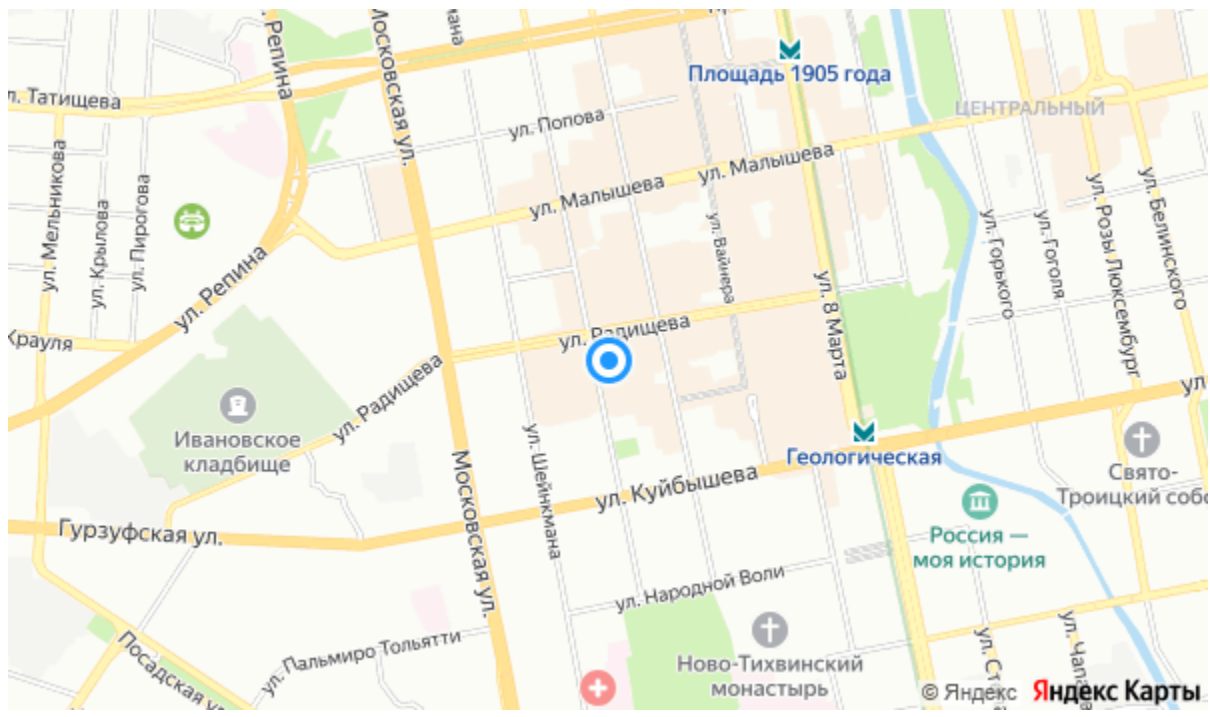 ул. Репина
Московская ул.
Площадь 1905 года
л. Татищева
ул. Попова
ЦЕНТРАЛЬНЫЙ
ул. Малышева
ул. Малышева
ул. Мельникова
ул. Крылова
ул. Пирогова
ул. Репина
ул. Вайнера
ул. 8 Марта
ул. Горького
ул. Гоголя
ул. Розы Люксембург
ул. Белинского
Крауля
ул. Радищева
ул. Радищева
Ивановское
кладбище
Геологическая
ул. Куйбышева
Свято-
Троицкий собо
Гурзуфская ул.
Московская ул.
ул. Шейнкмана
Россия —
моя история
ул. Народной Воли
ул. Пальмиро Тольятти
Посадская ул.
Ново-Тихвинский
монастырь
ул. Чапа
© Яндекс Яндекс Карты